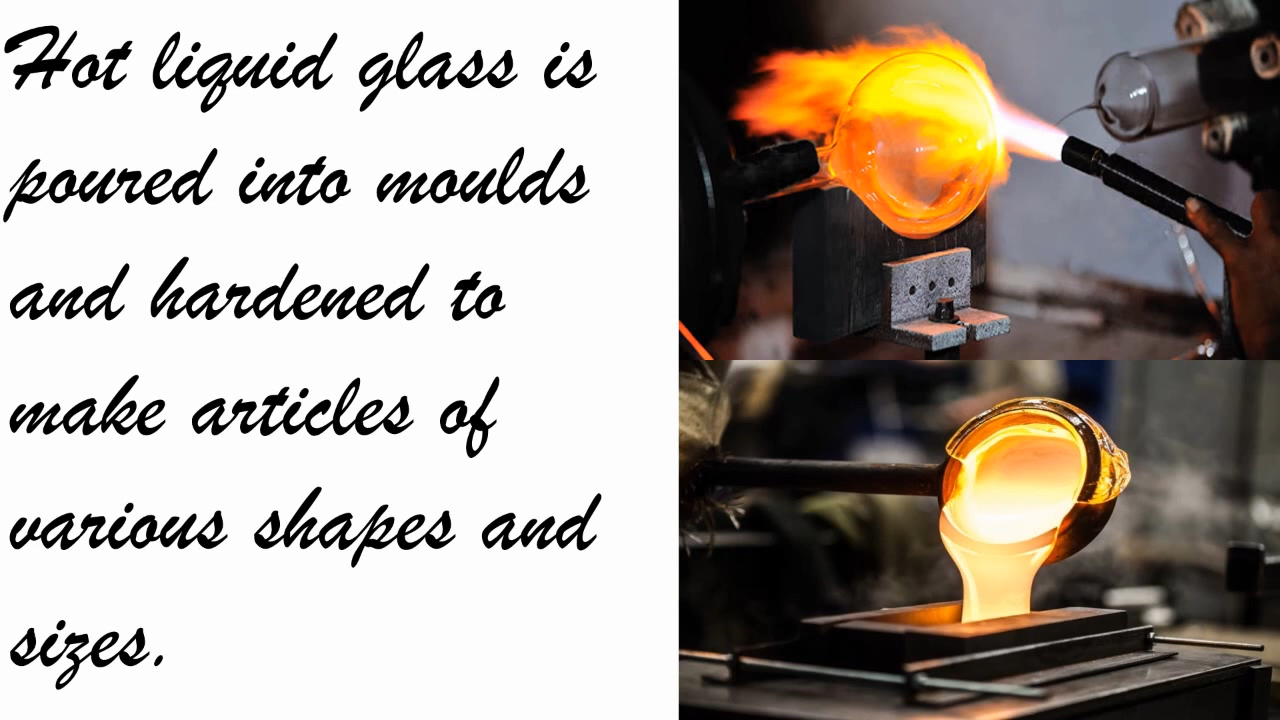 Hot liquid glass is
poured into moulds
and hardened to
make articles of
various shapes and
sizes.